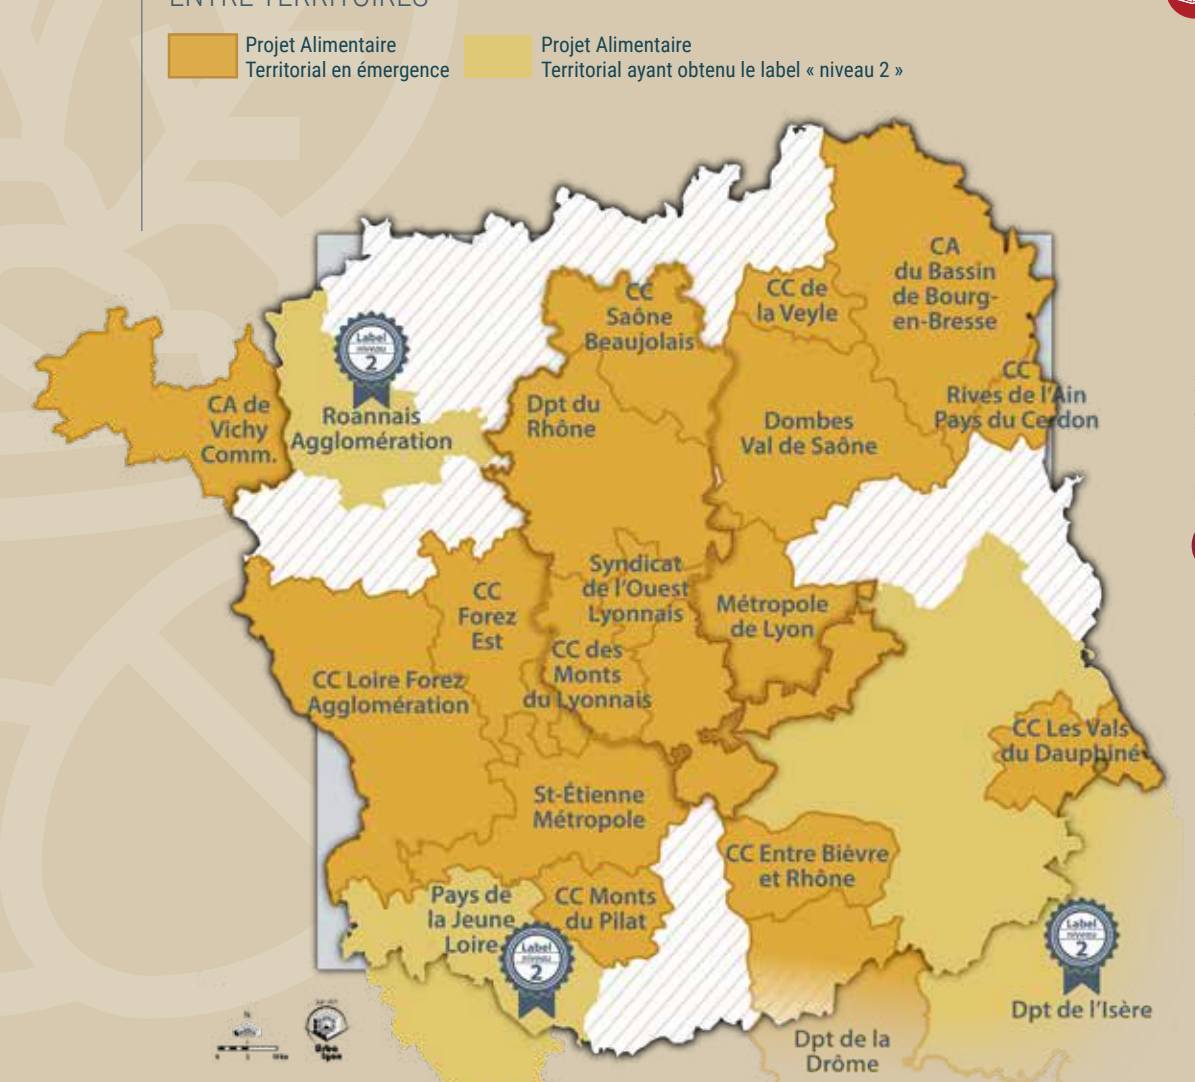 ENTRE TERRITOIRES
Projet Alimentaire
Territorial en émergence
Projet Alimentaire
Territorial ayant obtenu le label « niveau 2 »
CA
du Bassin
de Bourg-
en-Bresse
CC
Saône
Beaujolais
CC de
la Veyle
Label
niveau
2
CC
Rives de l'Ain
Pays du Cerdon
CA de
Vichy
Comm.
Roannais
Agglomération
Dpt du
Rhône
Dombes
Val de Saône
Syndicat
de l'Ouest
Lyonnais
CC
Forez
Est
Métropole
de Lyon
CC des
Monts
du Lyonnais
CC Loire Forez
Agglomération
CC Les Vals
du Dauphiné
St-Étienne
Métropole
CC Entre Bièvre
et Rhône
Pays de
la Jeune
Loire
CC Monts
du Pilat
Label
niveau
2
Label
niveau
2
Dpt de l'Isère
Dpt de la
Drôme
N
Urba
Lyon